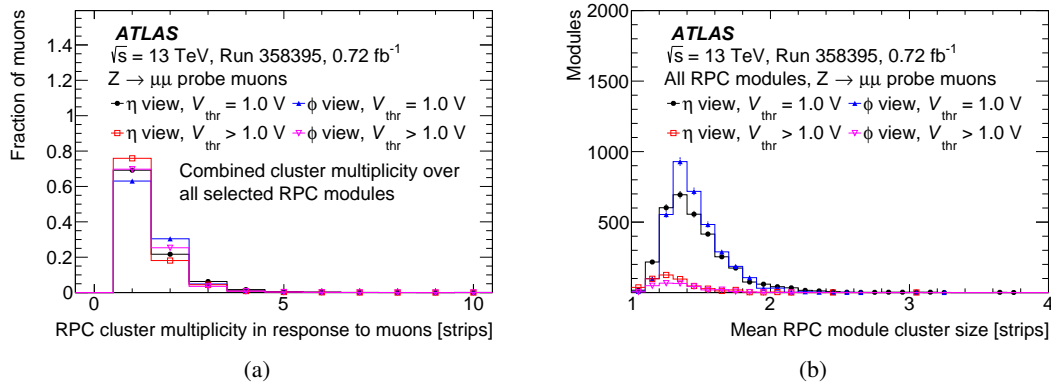 Fraction of muons
1.4
1.2
1
0.8
0.6
0.4
0.2
0
ATLAS
√s = 13 TeV, Run 358395, 0.72 fb⁻¹
Z → μμ probe muons
η view, V_thr = 1.0 V
φ view, V_thr = 1.0 V
η view, V_thr > 1.0 V
φ view, V_thr > 1.0 V
Combined cluster multiplicity over
all selected RPC modules
0 5 10
RPC cluster multiplicity in response to muons [strips]
(a)
Modules
2000
1500
1000
500
ATLAS
√s = 13 TeV, Run 358395, 0.72 fb⁻¹
All RPC modules, Z → μμ probe muons
η view, V_thr = 1.0 V
φ view, V_thr = 1.0 V
η view, V_thr > 1.0 V
φ view, V_thr > 1.0 V
1 2 3 4
Mean RPC module cluster size [strips]
(b)